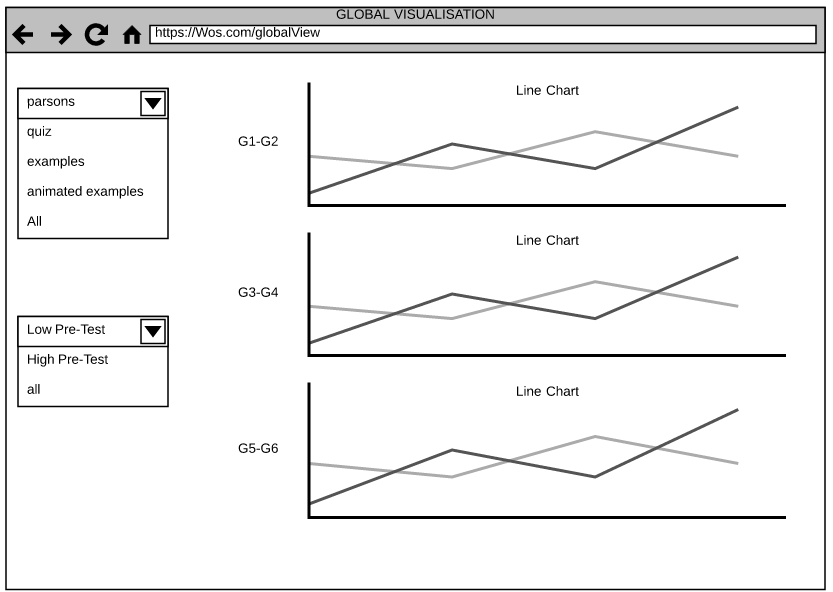 GLOBAL VISUALISATION
https://Wos.com/globalView
parsons
quiz
examples
animated examples
All
Low Pre-Test
High Pre-Test
all
Line Chart
G1-G2
Line Chart
G3-G4
Line Chart
G5-G6